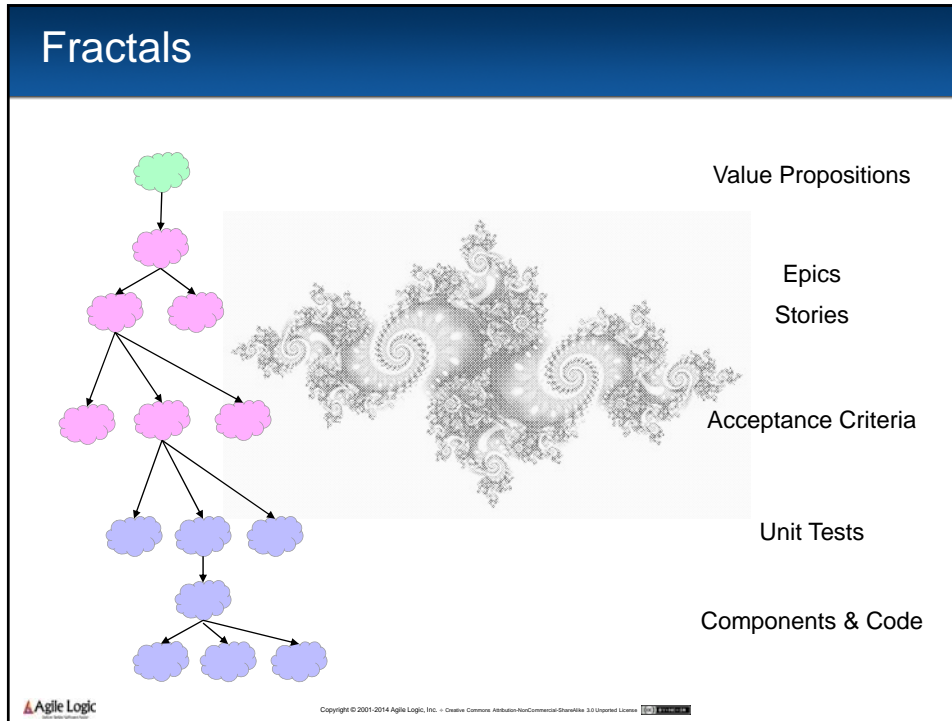 Fractals
Value Propositions
Epics
Stories
Acceptance Criteria
Unit Tests
Components & Code
Agile Logic
Copyright © 2001-2014 Agile Logic, Inc. ÷ Creative Commons Attribution-NonCommercial-ShareAlike 3.0 Unported License